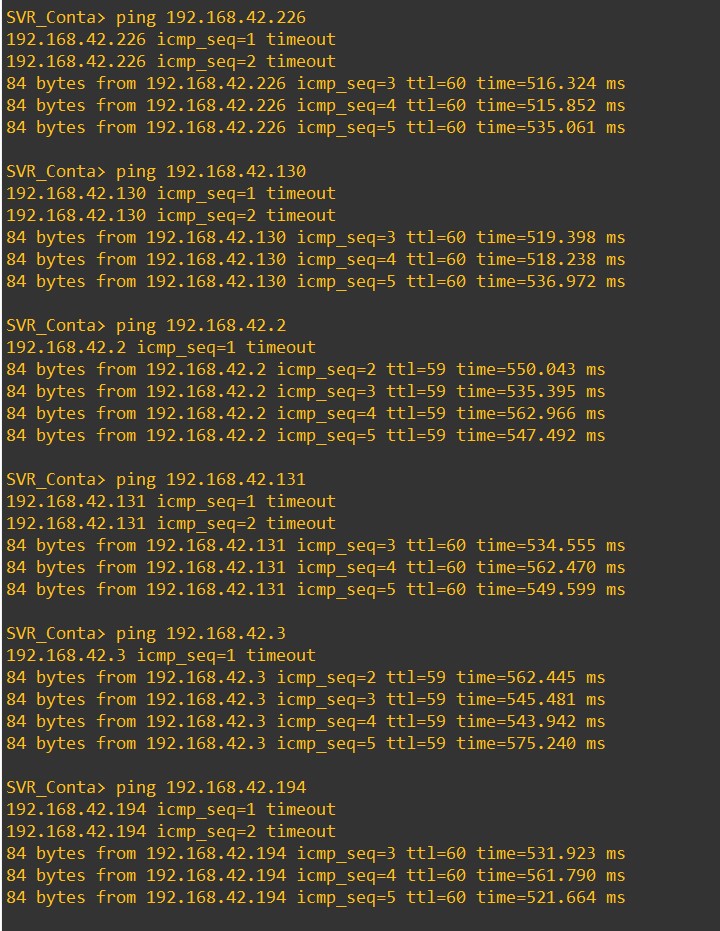 SVR_Conta> ping 192.168.42.226
192.168.42.226 icmp_seq=1 timeout
192.168.42.226 icmp_seq=2 timeout
84 bytes from 192.168.42.226 icmp_seq=3 ttl=60 time=516.324 ms
84 bytes from 192.168.42.226 icmp_seq=4 ttl=60 time=515.852 ms
84 bytes from 192.168.42.226 icmp_seq=5 ttl=60 time=535.061 ms
SVR_Conta> ping 192.168.42.130
192.168.42.130 icmp_seq=1 timeout
192.168.42.130 icmp_seq=2 timeout
84 bytes from 192.168.42.130 icmp_seq=3 ttl=60 time=519.398 ms
84 bytes from 192.168.42.130 icmp_seq=4 ttl=60 time=518.238 ms
84 bytes from 192.168.42.130 icmp_seq=5 ttl=60 time=536.972 ms
SVR_Conta> ping 192.168.42.2
192.168.42.2 icmp_seq=1 timeout
84 bytes from 192.168.42.2 icmp_seq=2 ttl=59 time=550.043 ms
84 bytes from 192.168.42.2 icmp_seq=3 ttl=59 time=535.395 ms
84 bytes from 192.168.42.2 icmp_seq=4 ttl=59 time=562.966 ms
84 bytes from 192.168.42.2 icmp_seq=5 ttl=59 time=547.492 ms
SVR_Conta> ping 192.168.42.131
192.168.42.131 icmp_seq=1 timeout
192.168.42.131 icmp_seq=2 timeout
84 bytes from 192.168.42.131 icmp_seq=3 ttl=60 time=534.555 ms
84 bytes from 192.168.42.131 icmp_seq=4 ttl=60 time=562.470 ms
84 bytes from 192.168.42.131 icmp_seq=5 ttl=60 time=549.599 ms
SVR_Conta> ping 192.168.42.3
192.168.42.3 icmp_seq=1 timeout
84 bytes from 192.168.42.3 icmp_seq=2 ttl=59 time=562.445 ms
84 bytes from 192.168.42.3 icmp_seq=3 ttl=59 time=545.481 ms
84 bytes from 192.168.42.3 icmp_seq=4 ttl=59 time=543.942 ms
84 bytes from 192.168.42.3 icmp_seq=5 ttl=59 time=575.240 ms
SVR_Conta> ping 192.168.42.194
192.168.42.194 icmp_seq=1 timeout
192.168.42.194 icmp_seq=2 timeout
84 bytes from 192.168.42.194 icmp_seq=3 ttl=60 time=531.923 ms
84 bytes from 192.168.42.194 icmp_seq=4 ttl=60 time=561.790 ms
84 bytes from 192.168.42.194 icmp_seq=5 ttl=60 time=521.664 ms